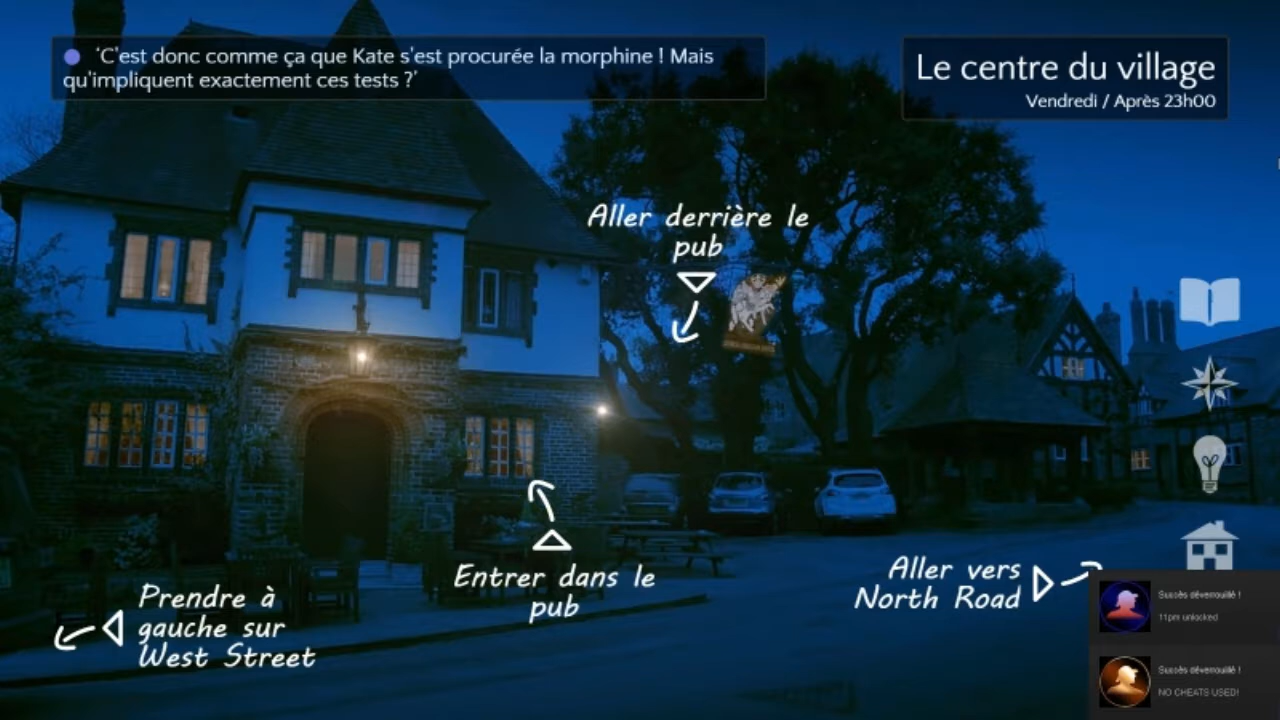 ‘C'est donc comme ça que Kate s'est procurée la morphine ! Mais
qu'impliquent exactement ces tests ?’
Le centre du village
Vendredi / Après 23h00
Aller derrière le
pub
Entrer dans le
pub
Prendre à
gauche sur
West Street
Aller vers
North Road
Succès déverrouillé !
11pm unlocked
Succès déverrouillé !
NO CHEATS USED!